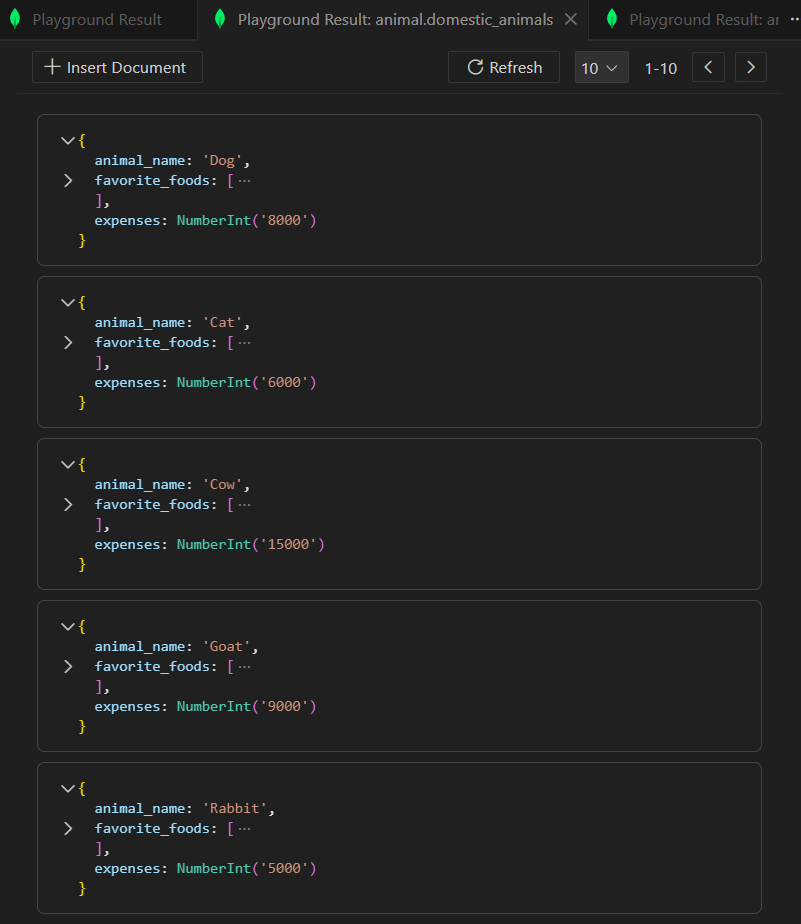 Playground Result
Playground Result: animal.domestic_animals
Playground Result: ar
Insert Document
Refresh
10
1-10
{
animal_name: 'Dog',
favorite_foods: [ ···
],
expenses: NumberInt('8000')
}
{
animal_name: 'Cat',
favorite_foods: [ ···
],
expenses: NumberInt('6000')
}
{
animal_name: 'Cow',
favorite_foods: [ ···
],
expenses: NumberInt('15000')
}
{
animal_name: 'Goat',
favorite_foods: [ ···
],
expenses: NumberInt('9000')
}
{
animal_name: 'Rabbit',
favorite_foods: [ ···
],
expenses: NumberInt('5000')
}